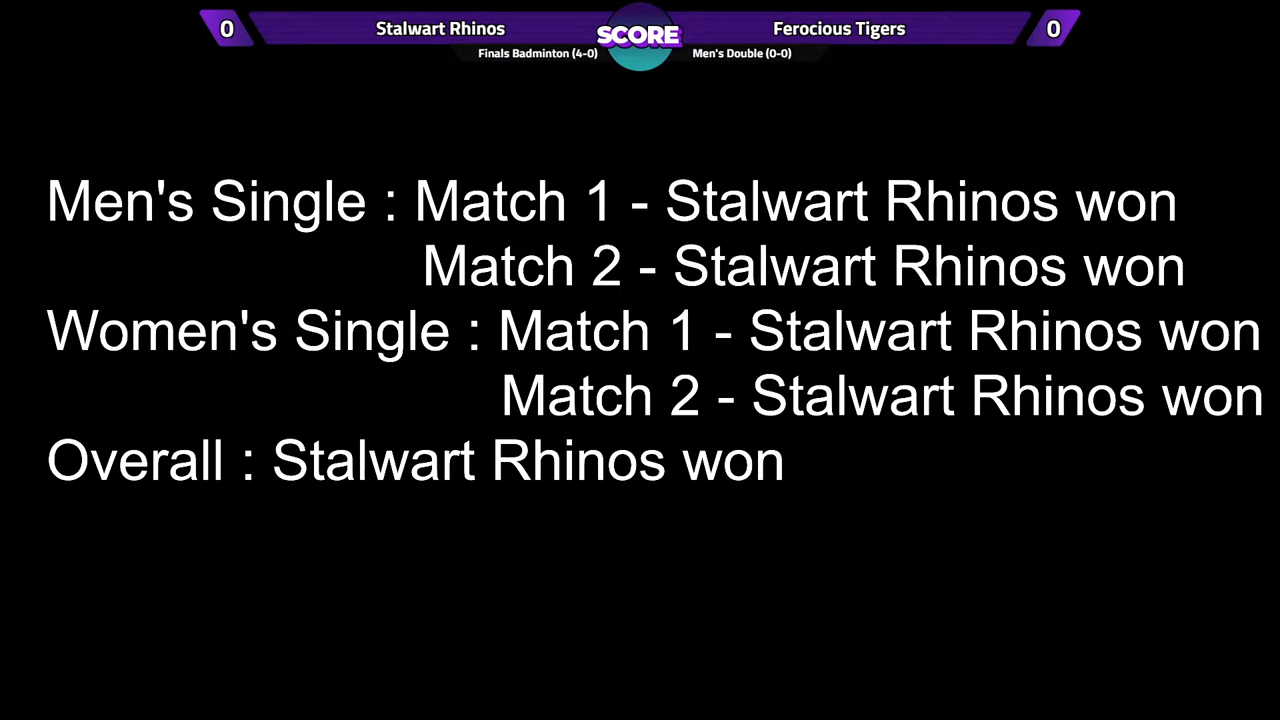 0 Stalwart Rhinos SCORE Ferocious Tigers 0
Finals Badminton (4-0) Men's Double (0-0)
Men's Single : Match 1 - Stalwart Rhinos won
Match 2 - Stalwart Rhinos won
Women's Single : Match 1 - Stalwart Rhinos won
Match 2 - Stalwart Rhinos won
Overall : Stalwart Rhinos won